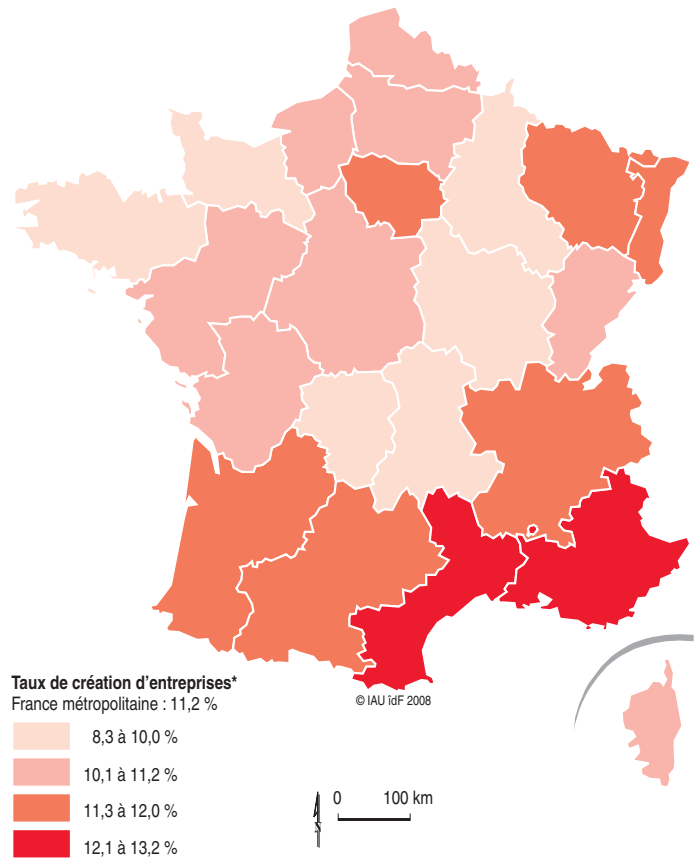 Taux de création d’entreprises*
France métropolitaine : 11,2 %
8,3 à 10,0 %
10,1 à 11,2 %
11,3 à 12,0 %
12,1 à 13,2 %
© IAU îdF 2008
N
0 100 km